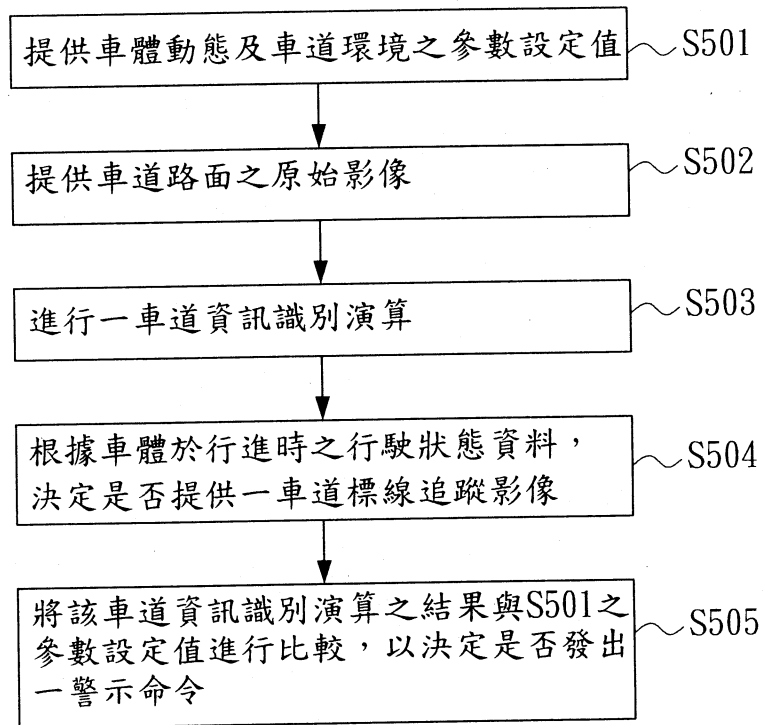 提供車體動態及車道環境之參數設定值
S501
提供車道路面之原始影像
S502
進行一車道資訊識別演算
S503
根據車體於行進時之行駛狀態資料，
決定是否提供一車道標線追蹤影像
S504
將該車道資訊識別演算之結果與S501之
參數設定值進行比較，以決定是否發出
一警示命令
S505